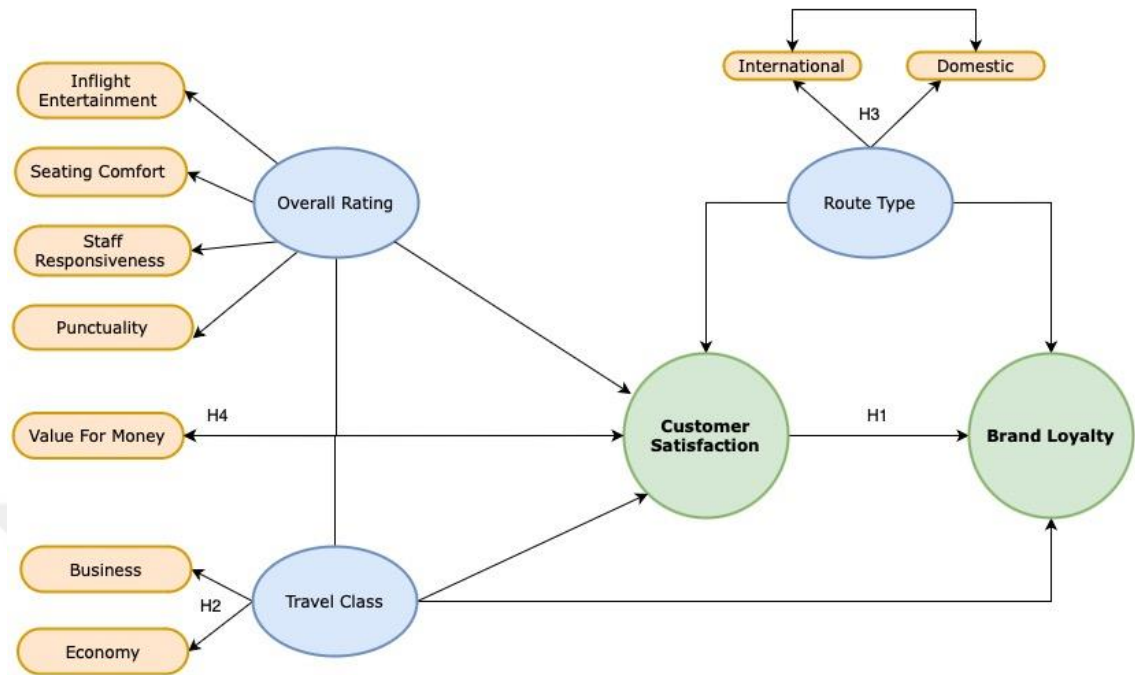 International
Domestic
Inflight
Entertainment
H3
Seating Comfort
Overall Rating
Route Type
Staff
Responsiveness
Punctuality
H4
Value For Money
Customer
Satisfaction
H1
Brand Loyalty
Business
H2
Travel Class
Economy